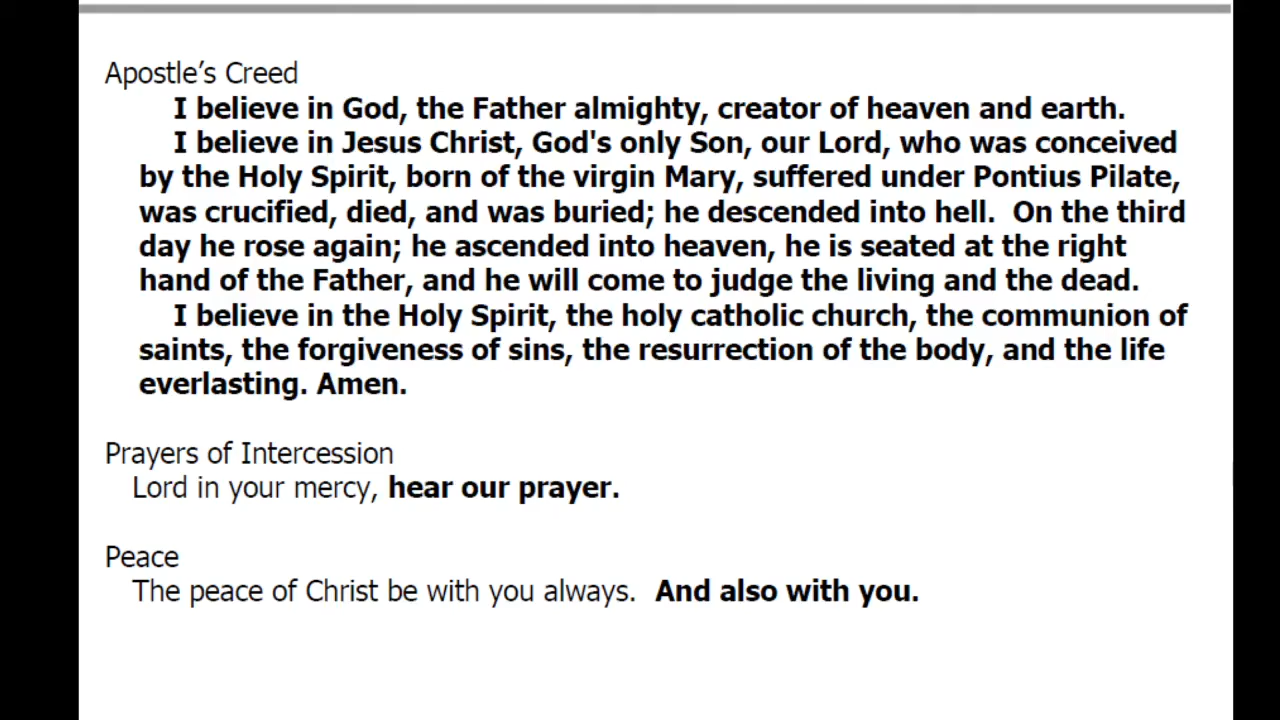 Apostle’s Creed
I believe in God, the Father almighty, creator of heaven and earth.
I believe in Jesus Christ, God's only Son, our Lord, who was conceived
by the Holy Spirit, born of the virgin Mary, suffered under Pontius Pilate,
was crucified, died, and was buried; he descended into hell.  On the third
day he rose again; he ascended into heaven, he is seated at the right
hand of the Father, and he will come to judge the living and the dead.
I believe in the Holy Spirit, the holy catholic church, the communion of
saints, the forgiveness of sins, the resurrection of the body, and the life
everlasting. Amen.
Prayers of Intercession
Lord in your mercy, hear our prayer.
Peace
The peace of Christ be with you always.  And also with you.